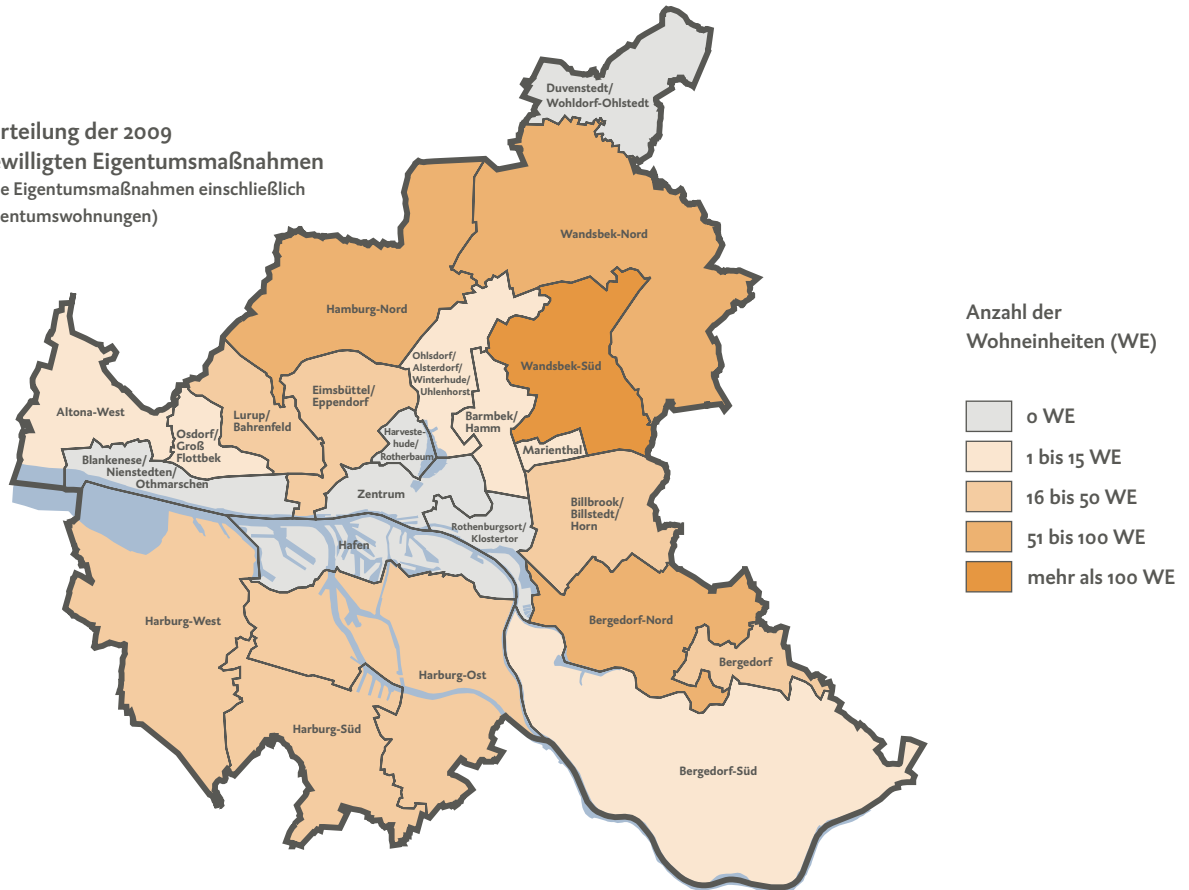 rteilung der 2009
willigten Eigentumsmaßnahmen
e Eigentumsmaßnahmen einschließlich
entumswohnungen)
Duvenstedt/
Wohldorf-Ohlstedt
Wandsbek-Nord
Hamburg-Nord
Ohlsdorf/
Alsterdorf/
Winterhude/
Uhlenhorst
Wandsbek-Süd
Eimsbüttel/
Eppendorf
Altona-West
Lurup/
Bahrenfeld
Osdorf/
Groß
Flottbek
Harveste-
hude/
Rotherbaum
Barmbek/
Hamm
Marienthal
Blankenese/
Nienstedten/
Othmarschen
Zentrum
Billbrook/
Billstedt/
Horn
Rothenburgsort/
Klostertor
Hafen
Harburg-West
Bergedorf-Nord
Bergedorf
Harburg-Ost
Harburg-Süd
Bergedorf-Süd
Anzahl der
Wohneinheiten (WE)
0 WE
1 bis 15 WE
16 bis 50 WE
51 bis 100 WE
mehr als 100 WE